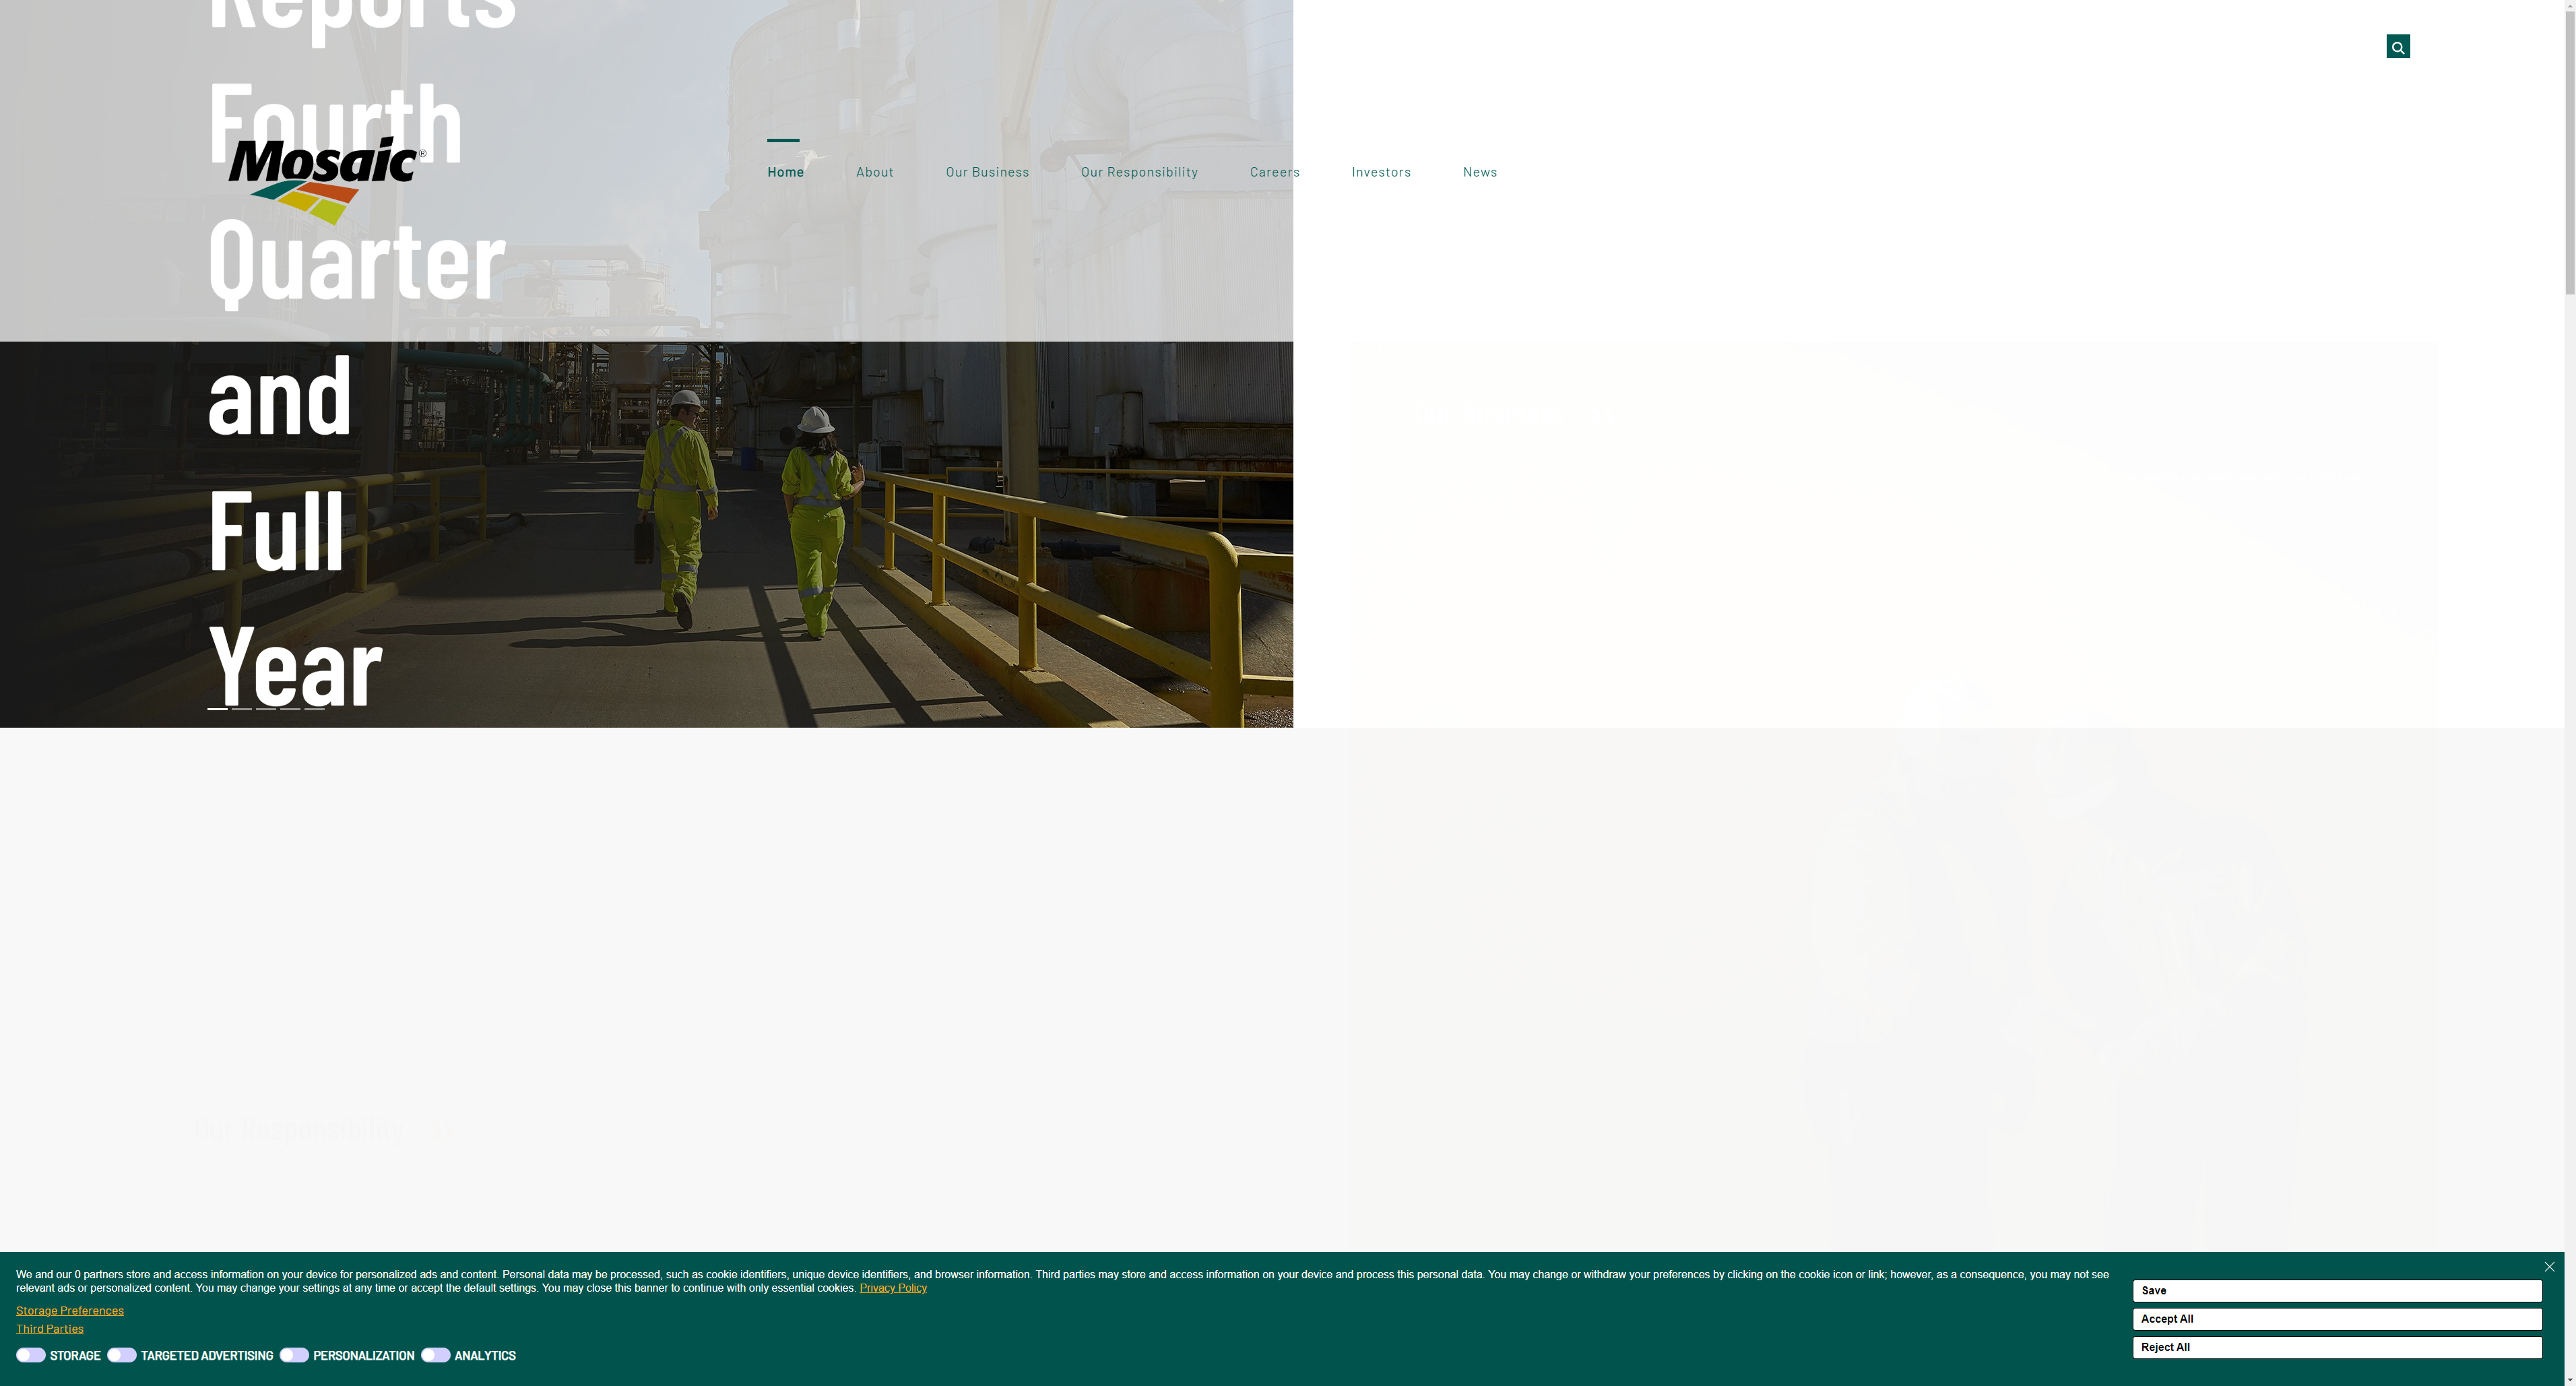 Reports
Fourth
Mosaic®
Home About Our Business Our Responsibility Careers Investors News
Quarter
and
Full
Year
Our Responsibility
We and our 0 partners store and access information on your device for personalized ads and content. Personal data may be processed, such as cookie identifiers, unique device identifiers, and browser information. Third parties may store and access information on your device and process this personal data. You may change or withdraw your preferences by clicking on the cookie icon or link; however, as a consequence, you may not see
relevant ads or personalized content. You may change your settings at any time or accept the default settings. You may close this banner to continue with only essential cookies. Privacy Policy
Storage Preferences
Third Parties
STORAGE TARGETED ADVERTISING PERSONALIZATION ANALYTICS
Save
Accept All
Reject All